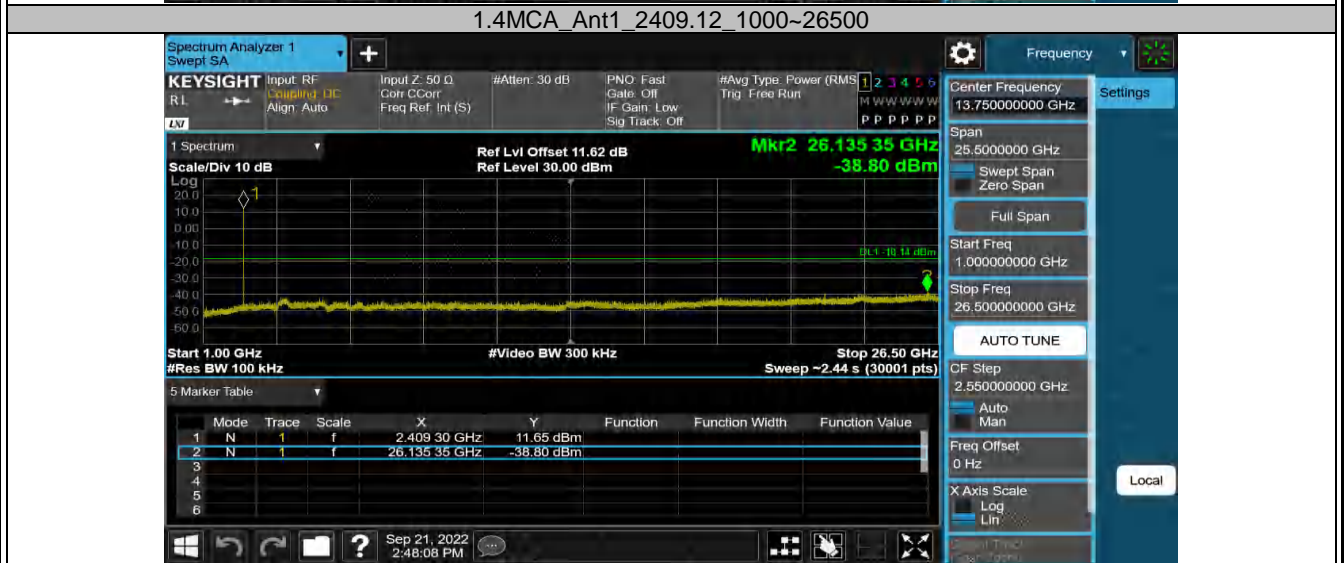 1.4MCA_Ant1_2409.12_1000~26500
Spectrum Analyzer 1
Swept SA
+
Frequency
KEYSIGHT
RL
LXI
Input: RF
Coupling: DC
Align: Auto
Input Z: 50 Ω
Corr CCorr
Freq Ref: Int (S)
#Atten: 30 dB
PNO: Fast
Gate: Off
IF Gain: Low
Sig Track: Off
#Avg Type: Power (RMS
Trig: Free Run
1 2 3 4 5 6
M W W W W W
P P P P P P
1 Spectrum
Scale/Div 10 dB
Log
Ref Lvl Offset 11.62 dB
Ref Level 30.00 dBm
Mkr2 26.135 35 GHz
-38.80 dBm
20.0
10.0
0.00
-10.0
-20.0
-30.0
-40.0
-50.0
-60.0
1
2
Start 1.00 GHz
#Res BW 100 kHz
#Video BW 300 kHz
Stop 26.50 GHz
Sweep ~2.44 s (30001 pts)
5 Marker Table
Mode Trace Scale X Y Function Function Width Function Value
1 N 1 f 2.409 30 GHz 11.65 dBm
2 N 1 f 26.135 35 GHz -38.80 dBm
3
4
5
6
Sep 21, 2022
2:48:08 PM
Center Frequency
13.750000000 GHz
Settings
Span
25.5000000 GHz
Swept Span
Zero Span
Full Span
Start Freq
1.000000000 GHz
Stop Freq
26.500000000 GHz
AUTO TUNE
CF Step
2.550000000 GHz
Auto
Man
Freq Offset
0 Hz
X Axis Scale
Log
Lin
Local